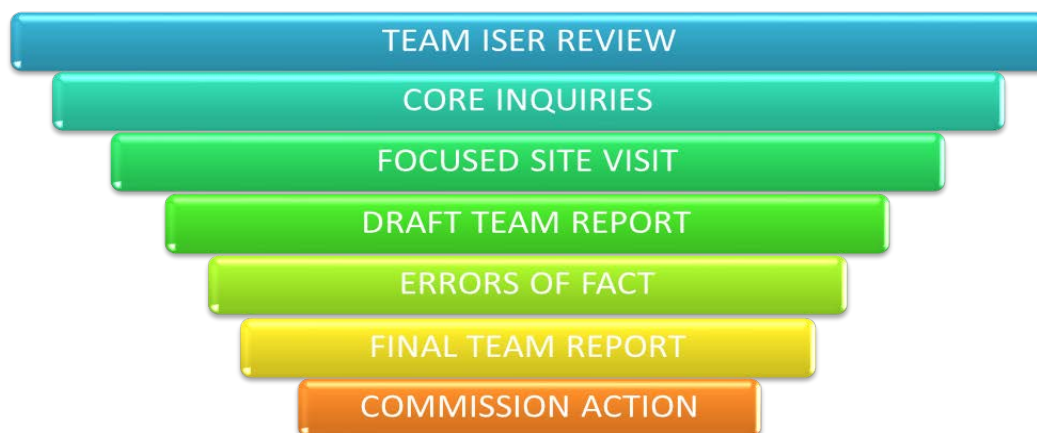 TEAM ISER REVIEW
CORE INQUIRIES
FOCUSED SITE VISIT
DRAFT TEAM REPORT
ERRORS OF FACT
FINAL TEAM REPORT
COMMISSION ACTION